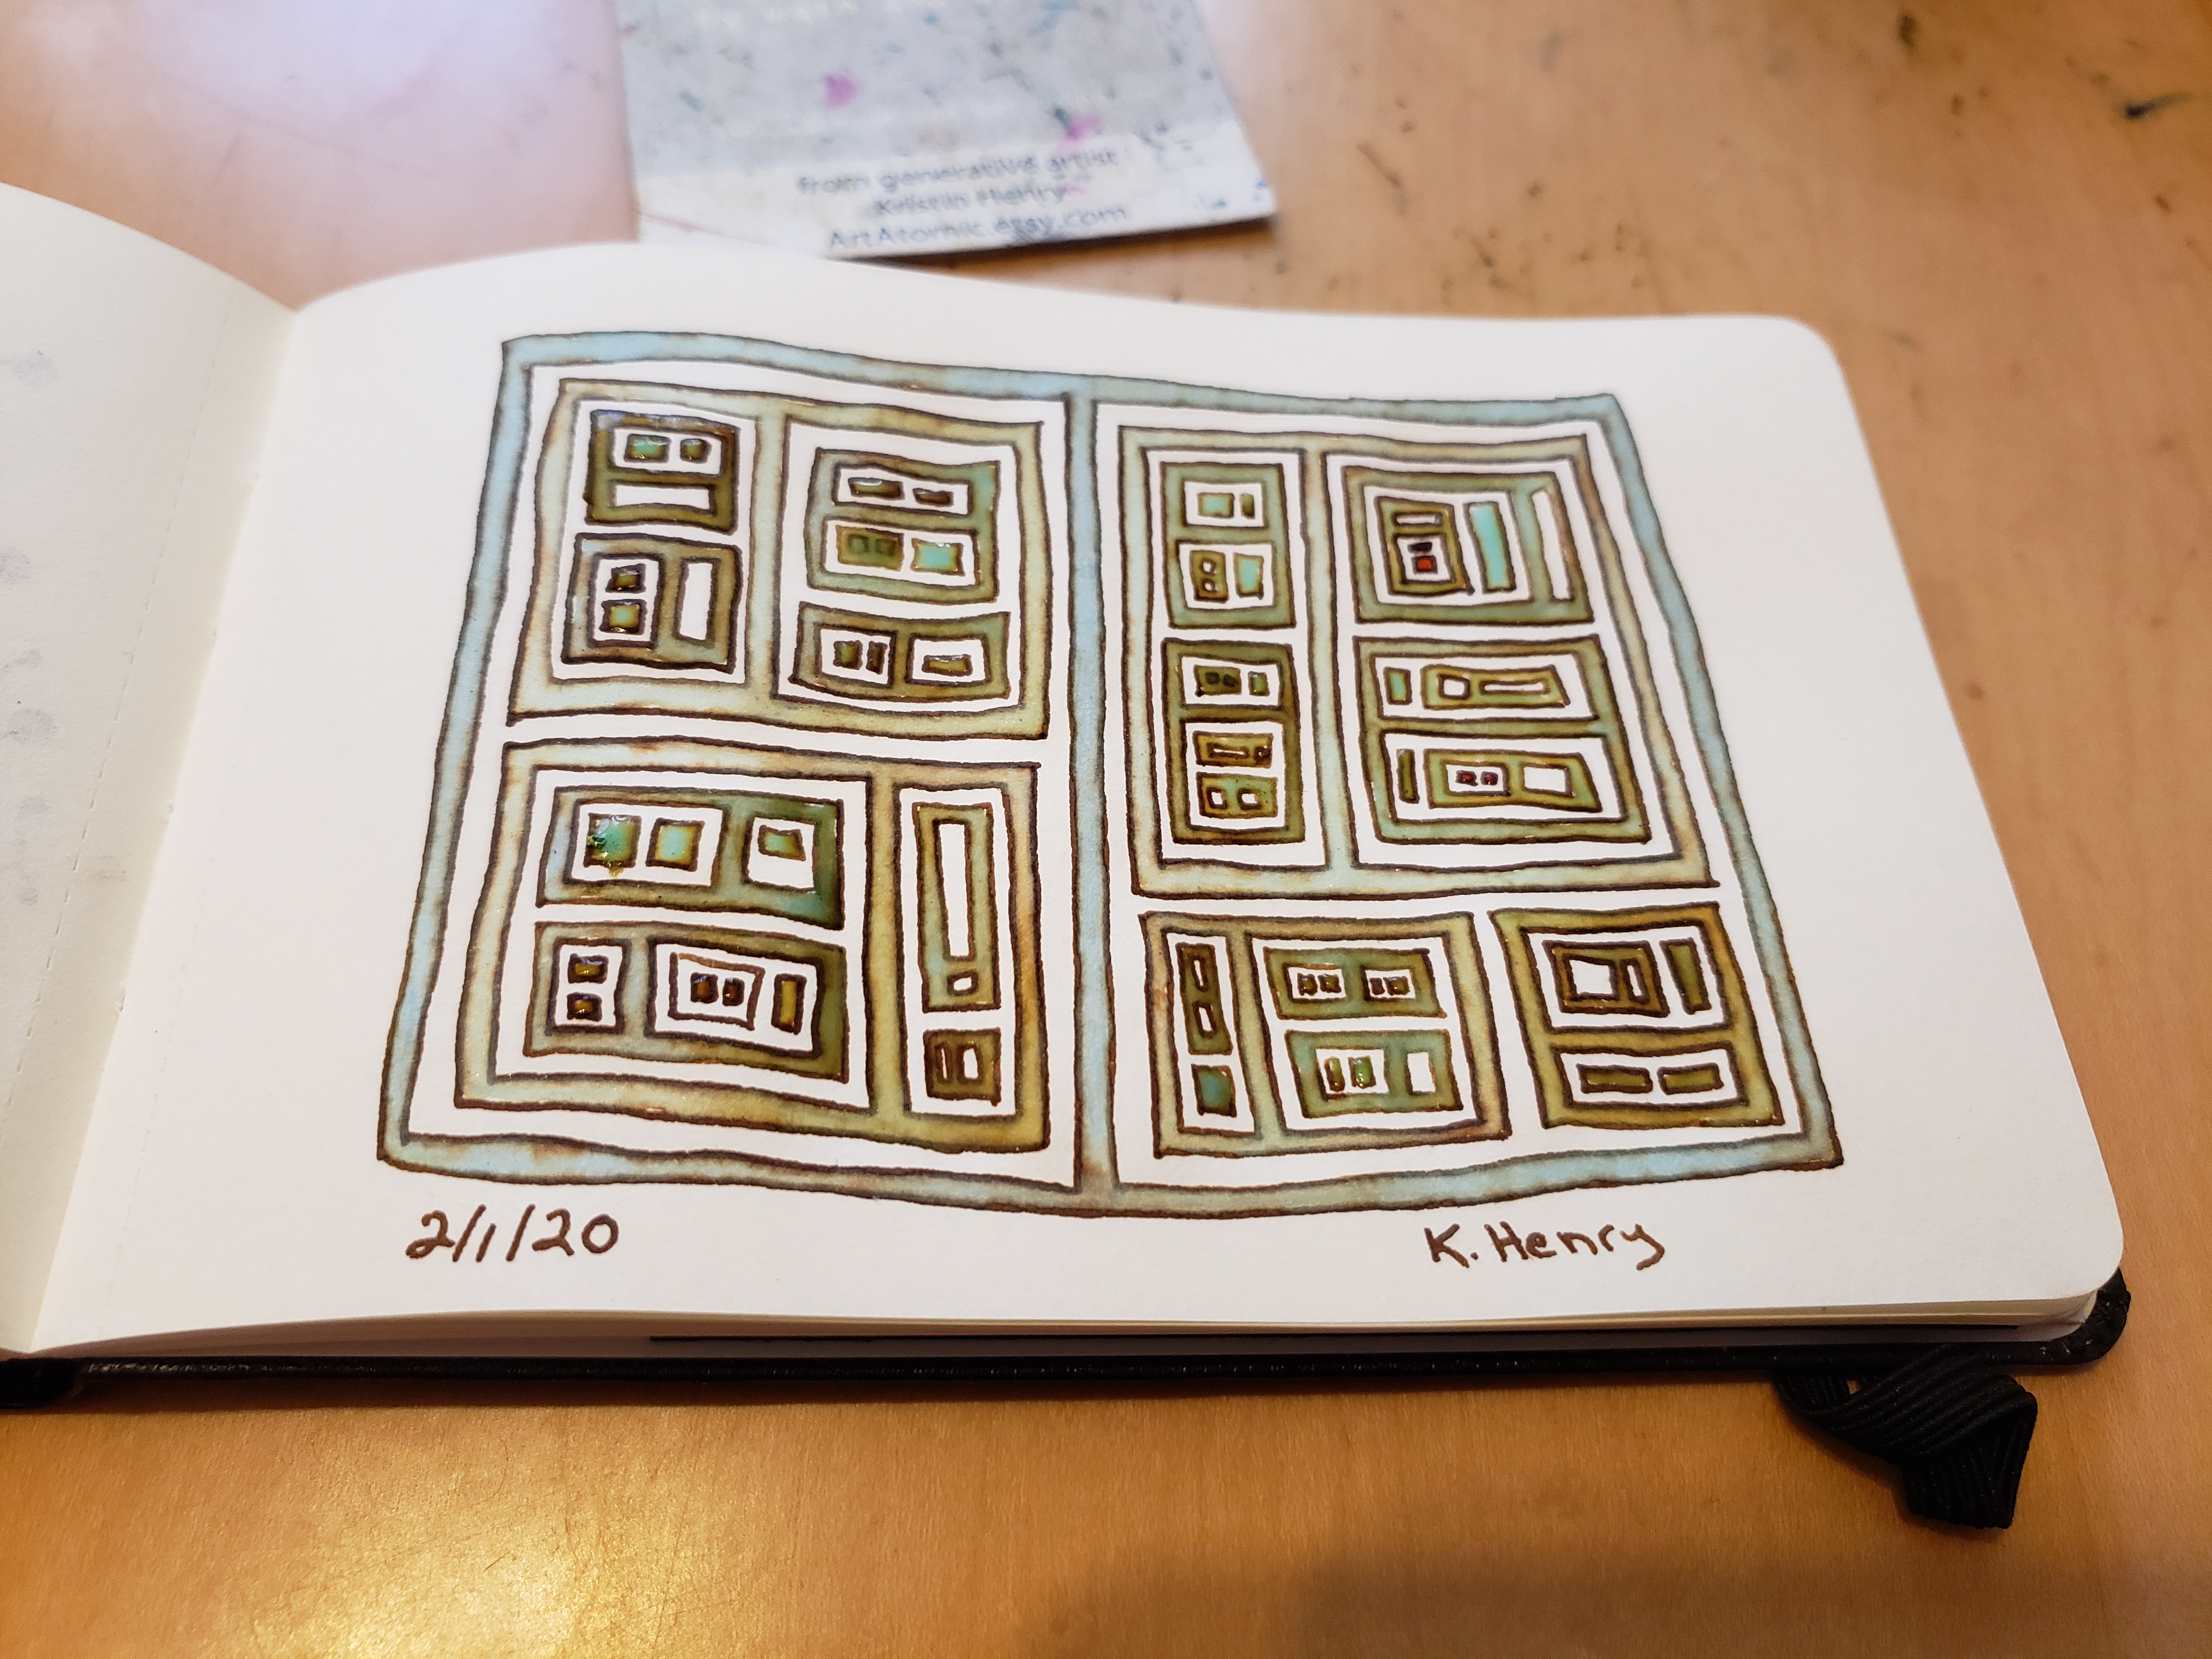 from generative artist
Kristin Henry
ArtAtomic.etsy.com
2/1/20
K. Henry